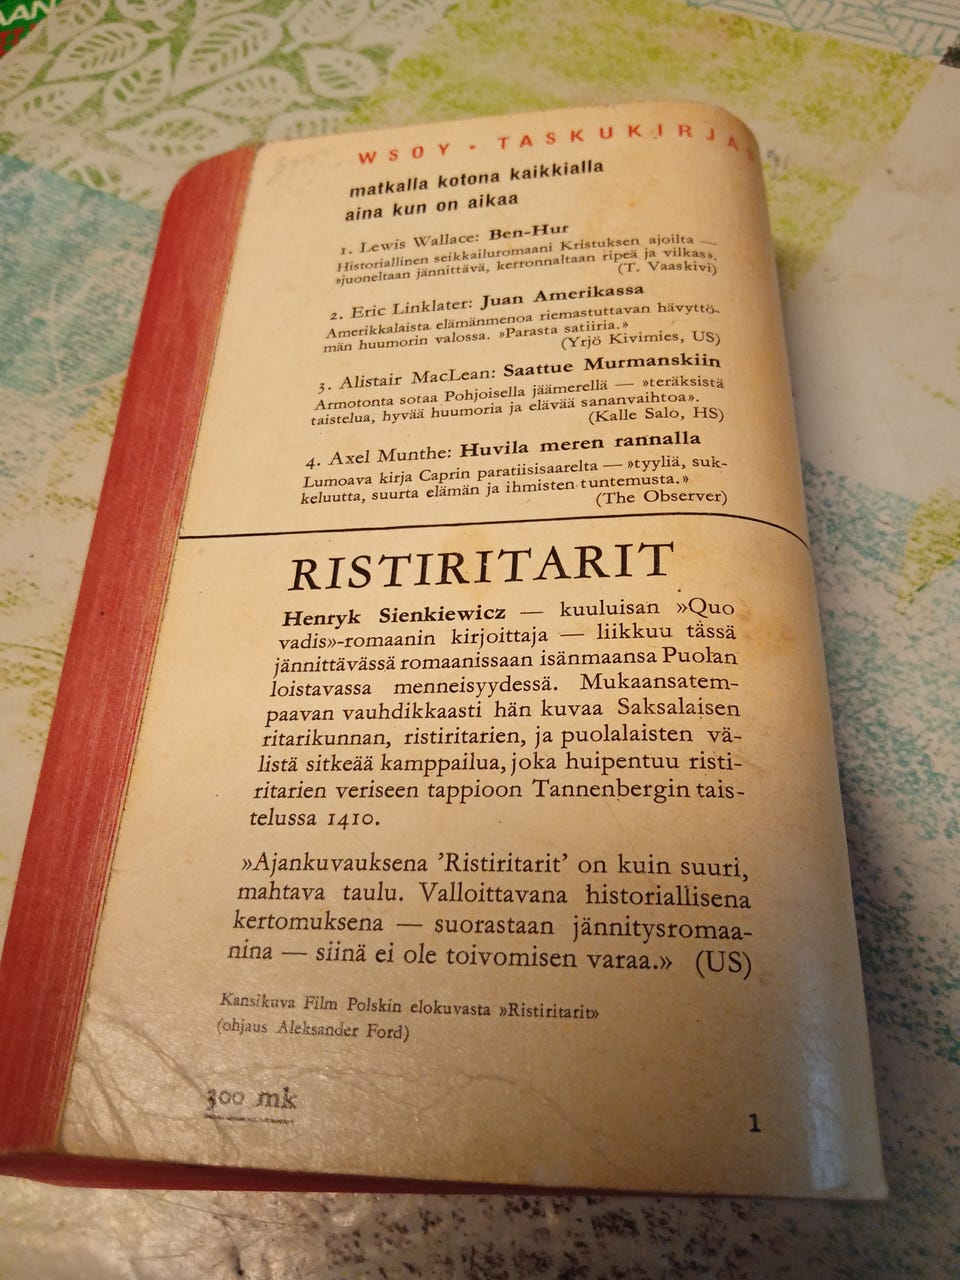 WSOY · TASKUKIRJA
matkalla kotona kaikkialla
aina kun on aikaa
1. Lewis Wallace: Ben-Hur
Historiallinen seikkailuromaani Kristuksen ajoilta —
»juoneltaan jännittävä, kerronnaltaan ripeä ja vilkas».
(T. Vaaskivi)
2. Eric Linklater: Juan Amerikassa
Amerikkalaista elämänmenoa riemastuttavan hävyttö-
män huumorin valossa. »Parasta satiiria.»
(Yrjö Kivimies, US)
3. Alistair MacLean: Saattue Murmanskiin
Armotonta sotaa Pohjoisella jäämerellä — »teräksistä
taistelua, hyvää huumoria ja elävää sananvaihtoa».
(Kalle Salo, HS)
4. Axel Munthe: Huvila meren rannalla
Lumoava kirja Caprin paratiisisaarelta — »tyyliä, suk-
keluutta, suurta elämän ja ihmisten tuntemusta.»
(The Observer)
RISTIRITARIT
Henryk Sienkiewicz — kuuluisan »Quo
vadis»-romaanin kirjoittaja — liikkuu tässä
jännittävässä romaanissaan isänmaansa Puolan
loistavassa menneisyydessä. Mukaansatem-
paavan vauhdikkaasti hän kuvaa Saksalaisen
ritarikunnan, ristiritarien, ja puolalaisten vä-
listä sitkeää kamppailua, joka huipentuu risti-
ritarien veriseen tappioon Tannenbergin tais-
telussa 1410.
»Ajankuvauksena ’Ristiritarit’ on kuin suuri,
mahtava taulu. Valloittavana historiallisena
kertomuksena — suorastaan jännitysromaa-
nina — siinä ei ole toivomisen varaa.» (US)
Kansikuva Film Polskin elokuvasta »Ristiritarit»
(ohjaus Aleksander Ford)
300 mk
1